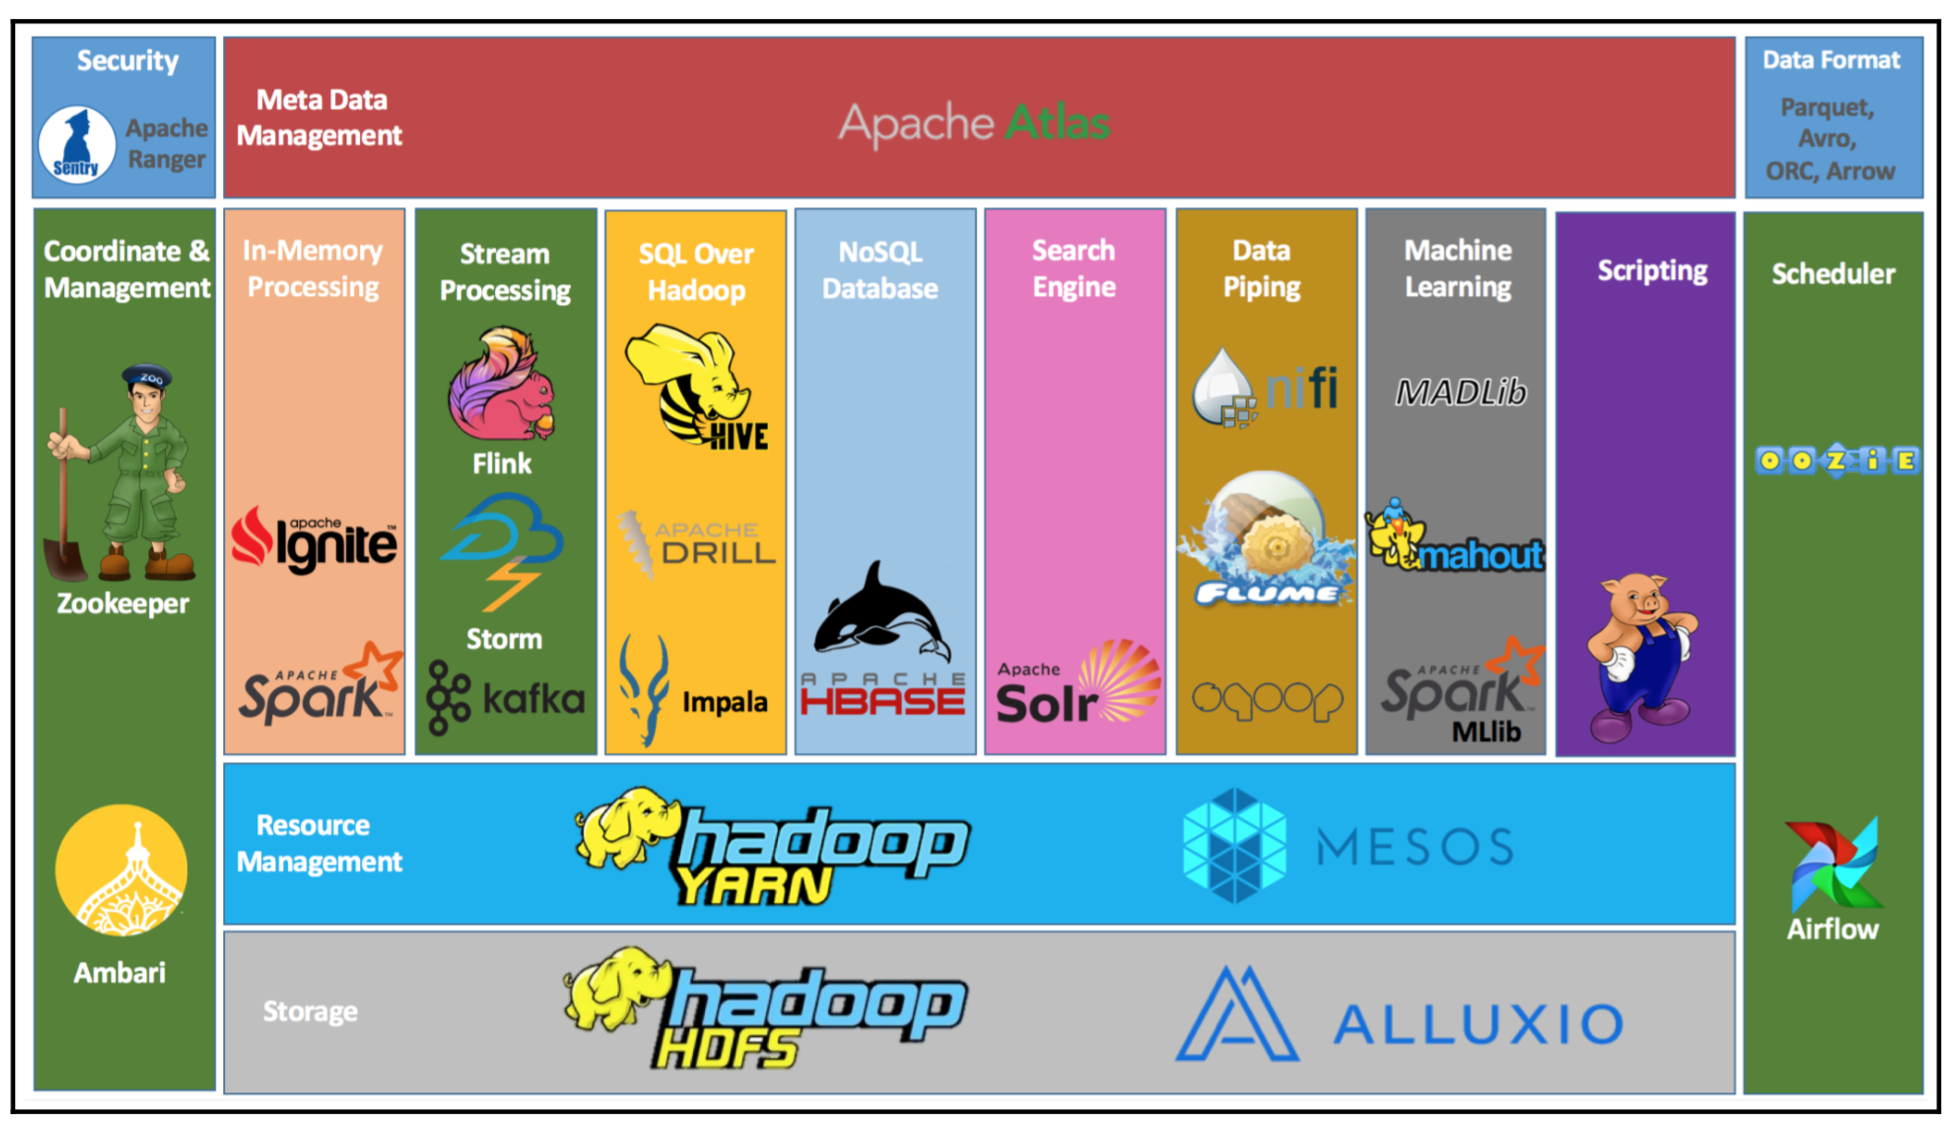 Security
Sentry
Apache
Ranger
Meta Data
Management
Apache Atlas
Data Format
Parquet,
Avro,
ORC, Arrow
Coordinate &
Management
ZOO
Zookeeper
Ambari
In-Memory
Processing
apache
Ignite™
APACHE
Spark™
Stream
Processing
Flink
Storm
kafka
SQL Over
Hadoop
HIVE
APACHE
DRILL
Impala
NoSQL
Database
APACHE
HBASE
Search
Engine
Apache
Solr
Data
Piping
nifi
FLUME
sqoop
Machine
Learning
MADLib
mahout
APACHE
Spark™
MLlib
Scripting
Scheduler
OOZiE
Airflow
Resource
Management
hadoop
YARN
MESOS
Storage
hadoop
HDFS
ALLUXIO